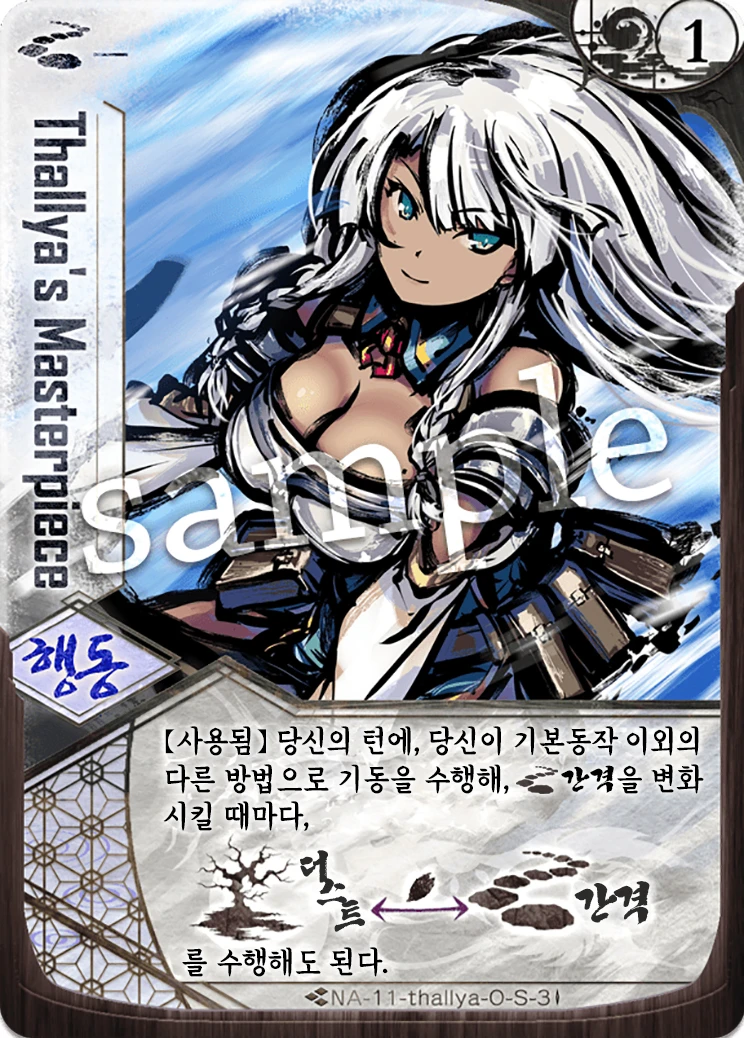 1
Thallya's Masterpiece
sample
행동
【사용됨】 당신의 턴에, 당신이 기본동작 이외의
다른 방법으로 기동을 수행해, 간격을 변화
시킬 때마다,
더스트
간격
를 수행해도 된다.
NA-11-thallya-O-S-3